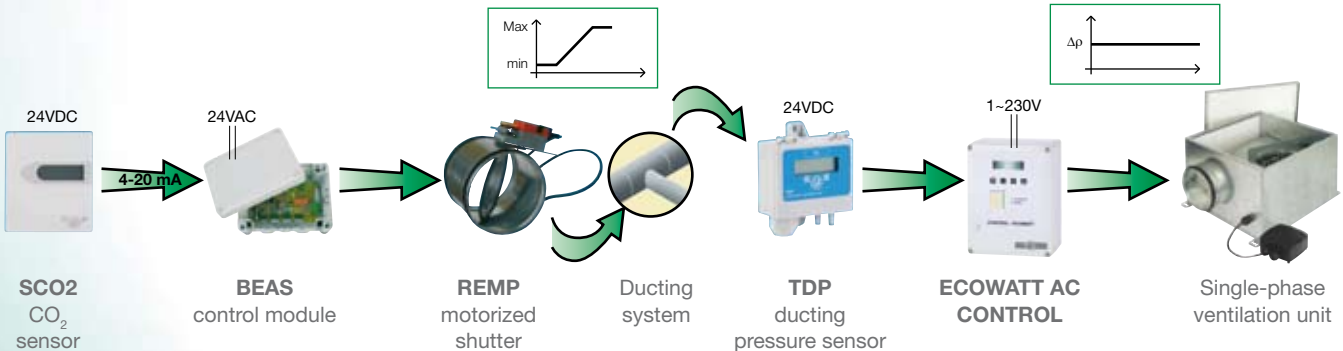 Max
min
Δρ
24VDC
24VAC
24VDC
1~230V
4-20 mA
SCO2
CO₂
sensor
BEAS
control module
REMP
motorized
shutter
Ducting
system
TDP
ducting
pressure sensor
ECOWATT AC
CONTROL
Single-phase
ventilation unit